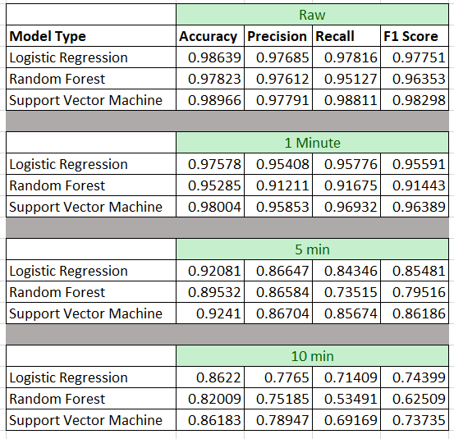 Raw
Model Type Accuracy Precision Recall F1 Score
Logistic Regression 0.98639 0.97685 0.97816 0.97751
Random Forest 0.97823 0.97612 0.95127 0.96353
Support Vector Machine 0.98966 0.97791 0.98811 0.98298
1 Minute
Logistic Regression 0.97578 0.95408 0.95776 0.95591
Random Forest 0.95285 0.91211 0.91675 0.91443
Support Vector Machine 0.98004 0.95853 0.96932 0.96389
5 min
Logistic Regression 0.92081 0.86647 0.84346 0.85481
Random Forest 0.89532 0.86584 0.73515 0.79516
Support Vector Machine 0.9241 0.86704 0.85674 0.86186
10 min
Logistic Regression 0.8622 0.7765 0.71409 0.74399
Random Forest 0.82009 0.75185 0.53491 0.62509
Support Vector Machine 0.86183 0.78947 0.69169 0.73735